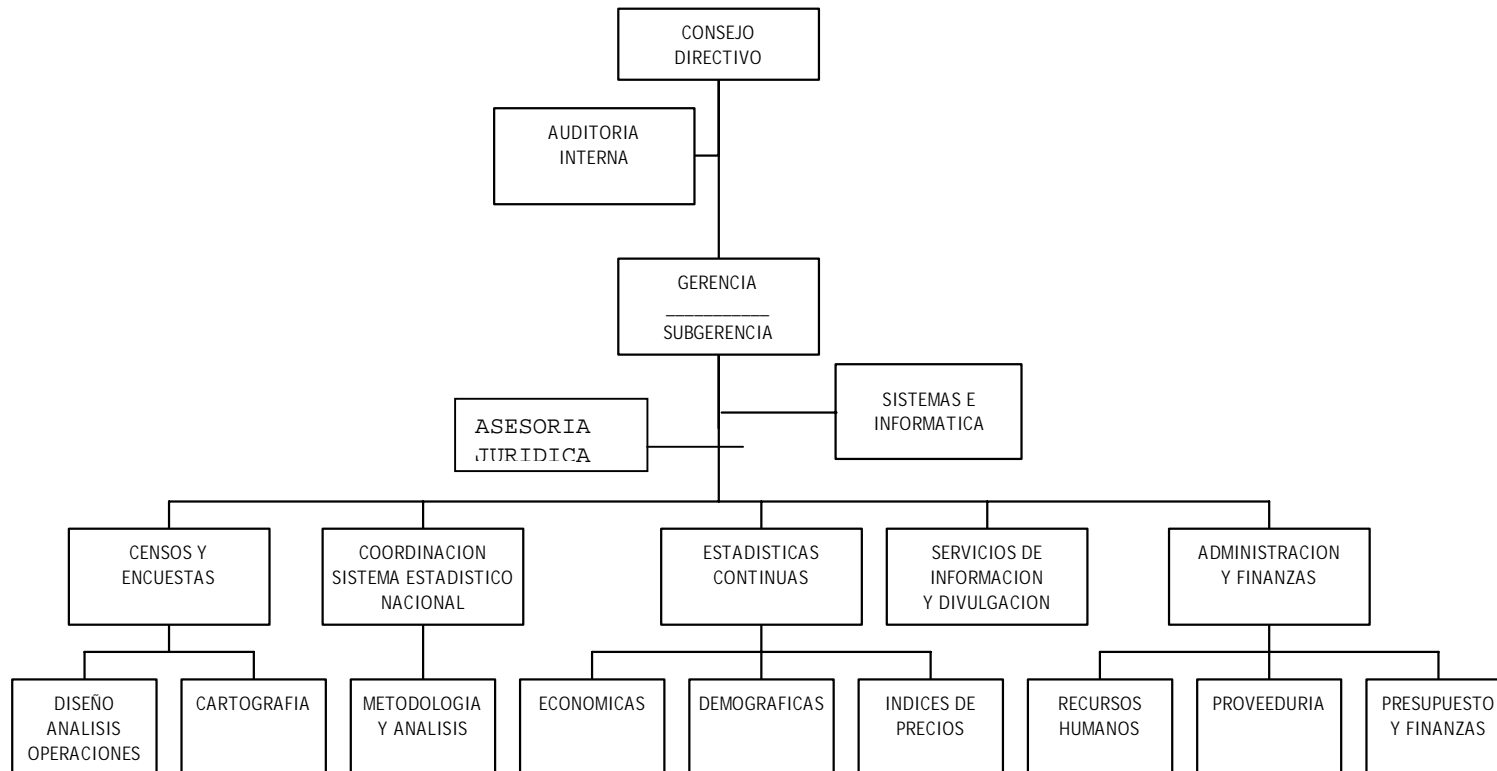 CONSEJO
DIRECTIVO
AUDITORIA
INTERNA
GERENCIA
___________
SUBGERENCIA
SISTEMAS E
INFORMATICA
ASESORIA
JURIDICA
CENSOS Y
ENCUESTAS
COORDINACION
SISTEMA ESTADISTICO
NACIONAL
ESTADISTICAS
CONTINUAS
SERVICIOS DE
INFORMACION
Y DIVULGACION
ADMINISTRACION
Y FINANZAS
DISEÑO
ANALISIS
OPERACIONES
CARTOGRAFIA
METODOLOGIA
Y ANALISIS
ECONOMICAS
DEMOGRAFICAS
INDICES DE
PRECIOS
RECURSOS
HUMANOS
PROVEEDURIA
PRESUPUESTO
Y FINANZAS